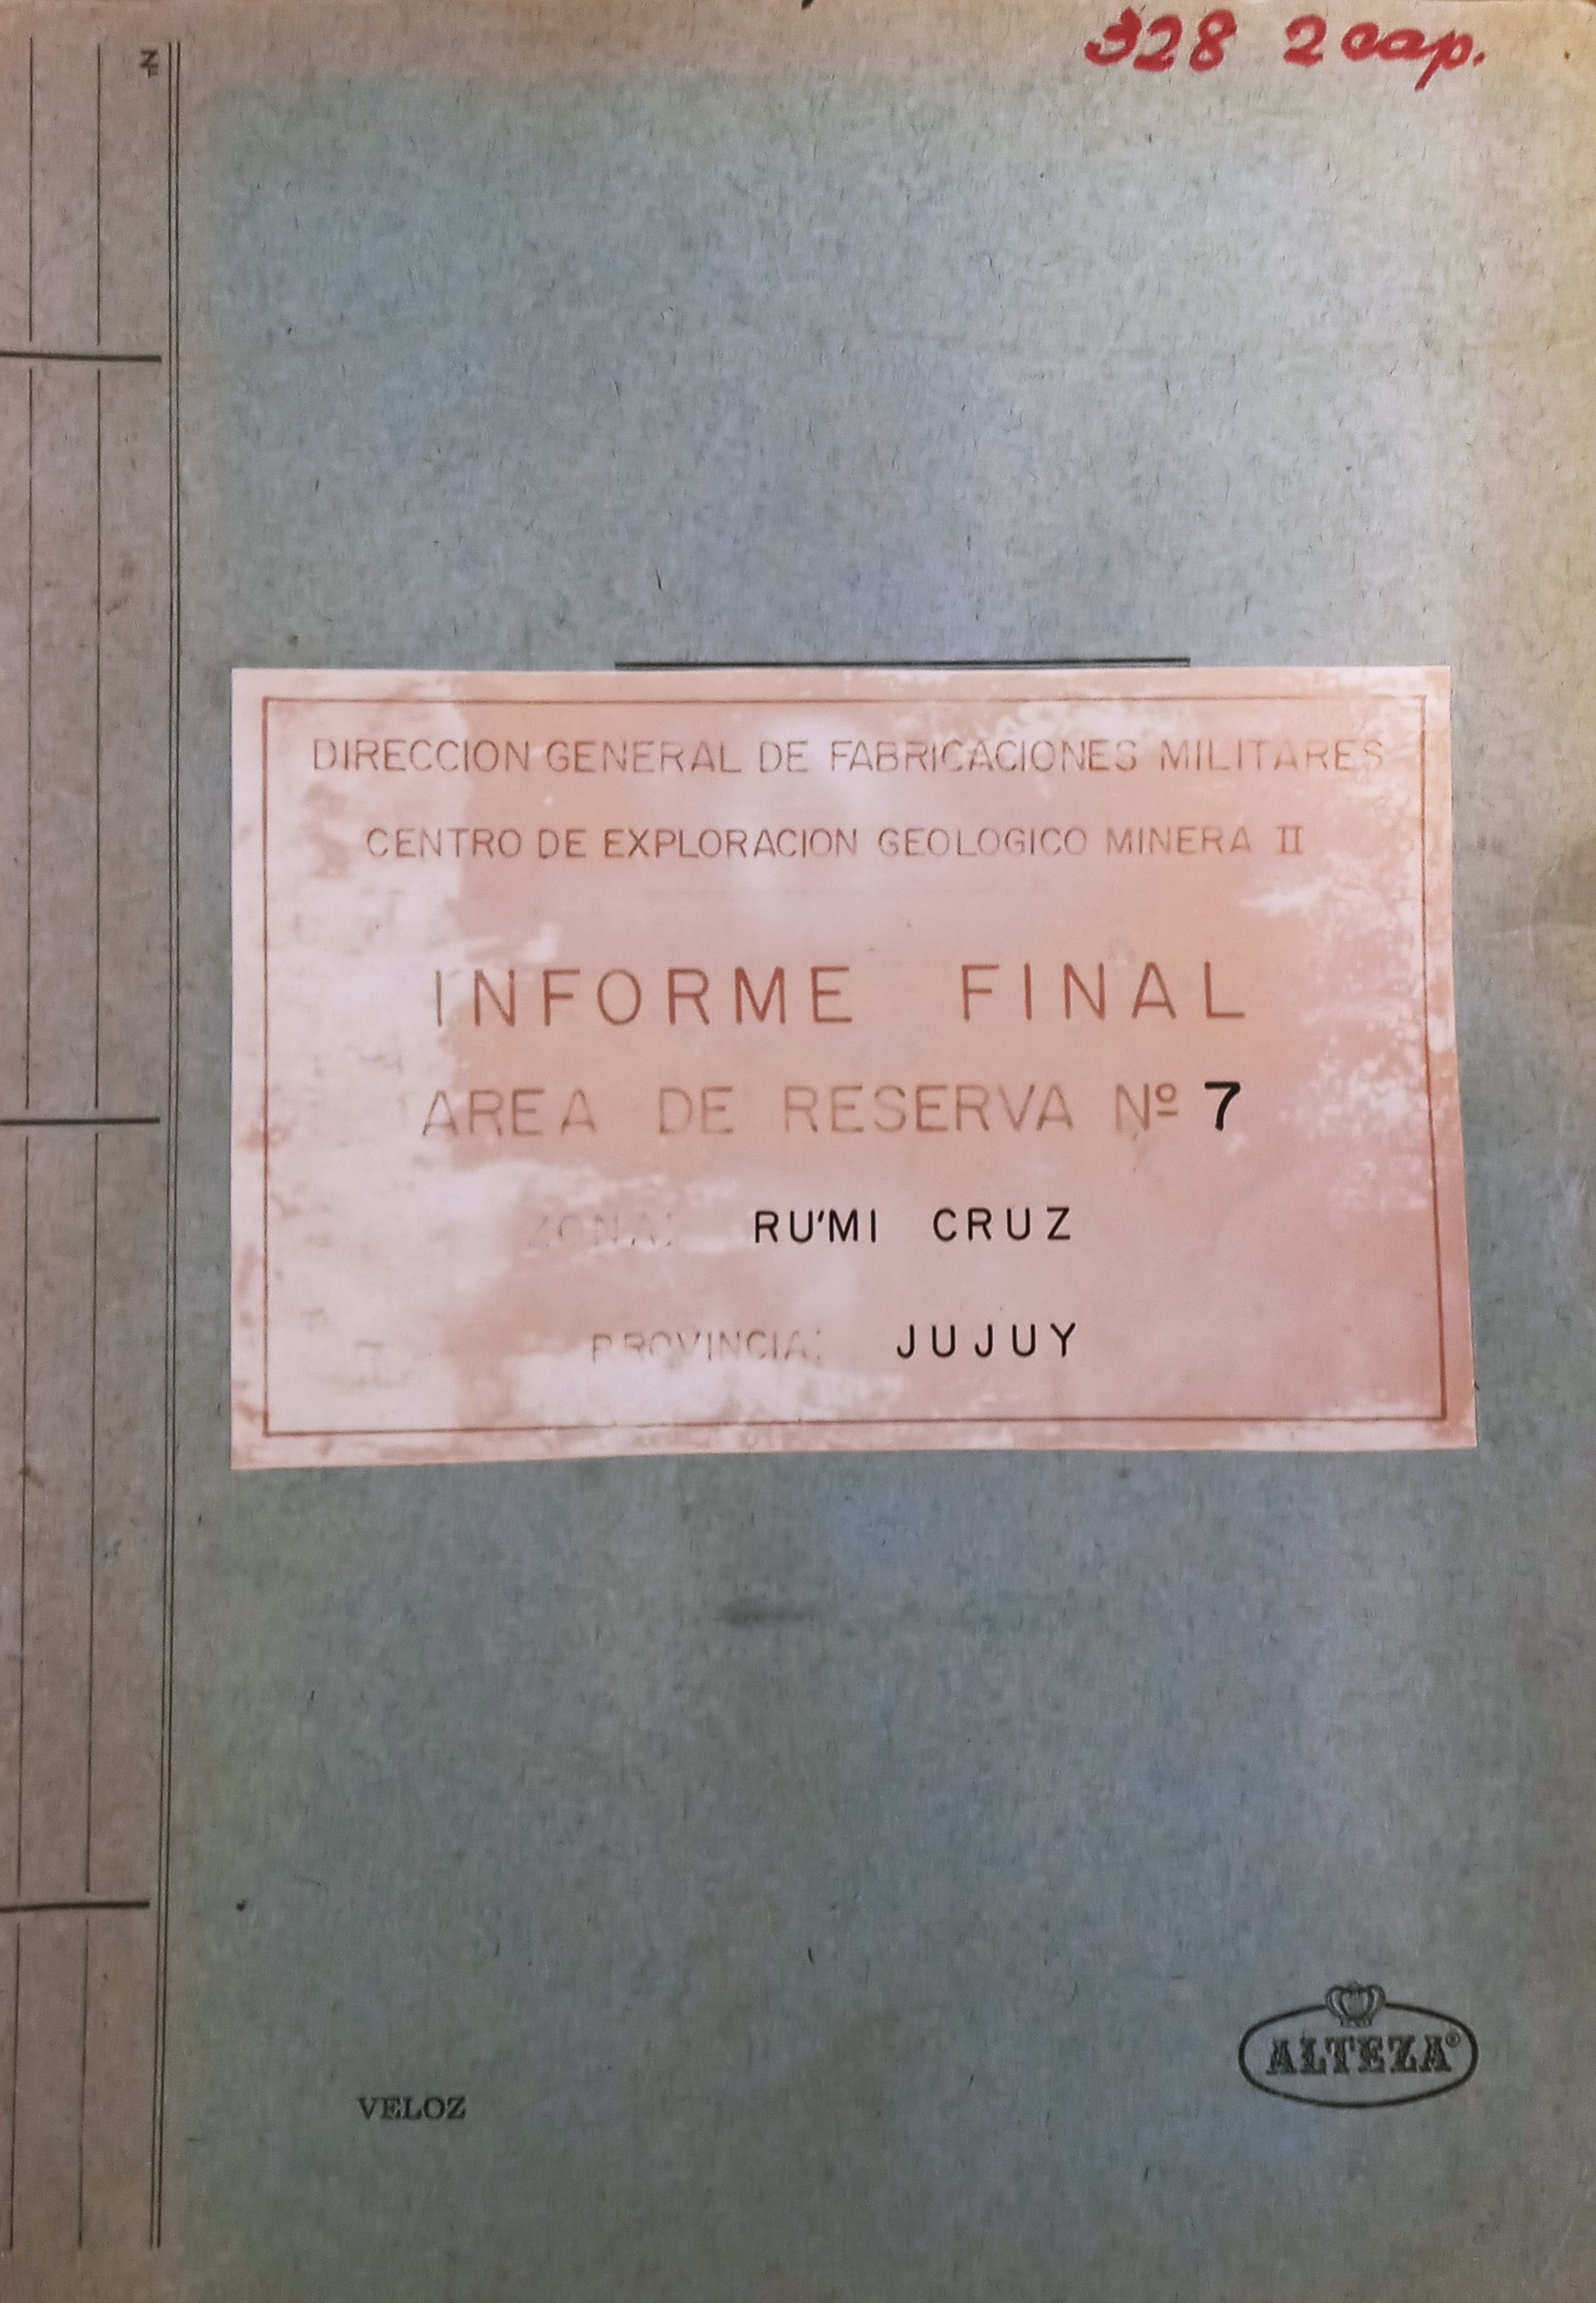 328 2 cap.
DIRECCION GENERAL DE FABRICACIONES MILITARES
CENTRO DE EXPLORACION GEOLOGICO MINERA II
INFORME FINAL
AREA DE RESERVA Nº 7
ZONA: RU'MI CRUZ
PROVINCIA: JUJUY
ALTEZA®
VELOZ